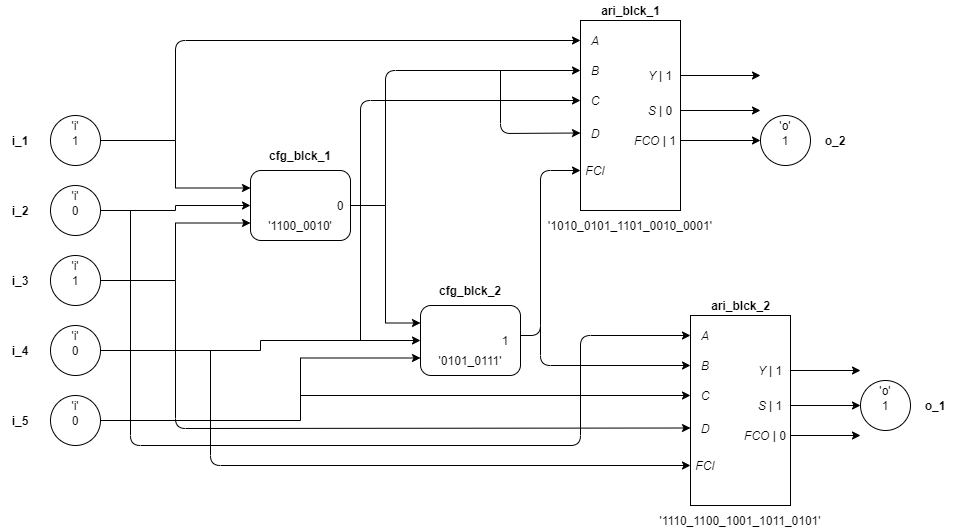 ari_blck_1
A
B
Y | 1
C
S | 0
'i'
i_1
1
D
FCO | 1
'o'
1
o_2
cfg_blck_1
FCI
'i'
i_2
0
0
'1100_0010'
'1010_0101_1101_0010_0001'
'i'
i_3
1
cfg_blck_2
ari_blck_2
'i'
i_4
0
1
'0101_0111'
A
B
Y | 1
'i'
i_5
0
C
S | 1
'o'
1
o_1
D
FCO | 0
FCI
'1110_1100_1001_1011_0101'